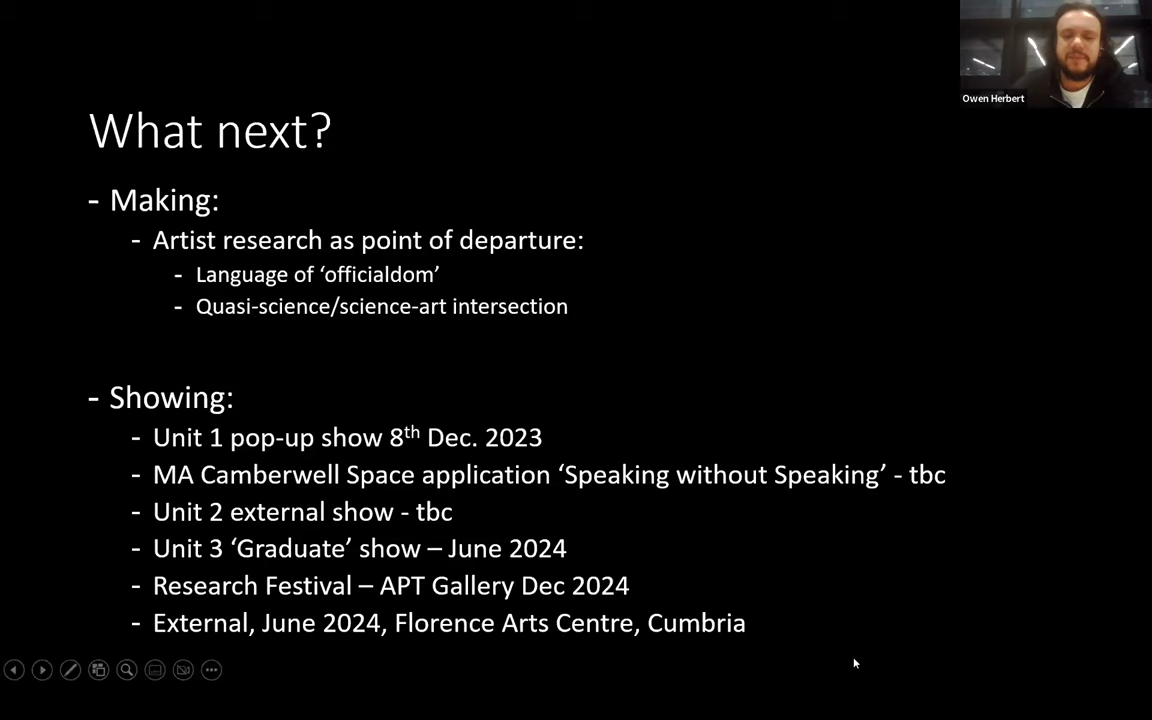 Owen Herbert
What next?
- Making:
- Artist research as point of departure:
- Language of ‘officialdom’
- Quasi-science/science-art intersection
- Showing:
- Unit 1 pop-up show 8th Dec. 2023
- MA Camberwell Space application ‘Speaking without Speaking’ - tbc
- Unit 2 external show - tbc
- Unit 3 ‘Graduate’ show – June 2024
- Research Festival – APT Gallery Dec 2024
- External, June 2024, Florence Arts Centre, Cumbria